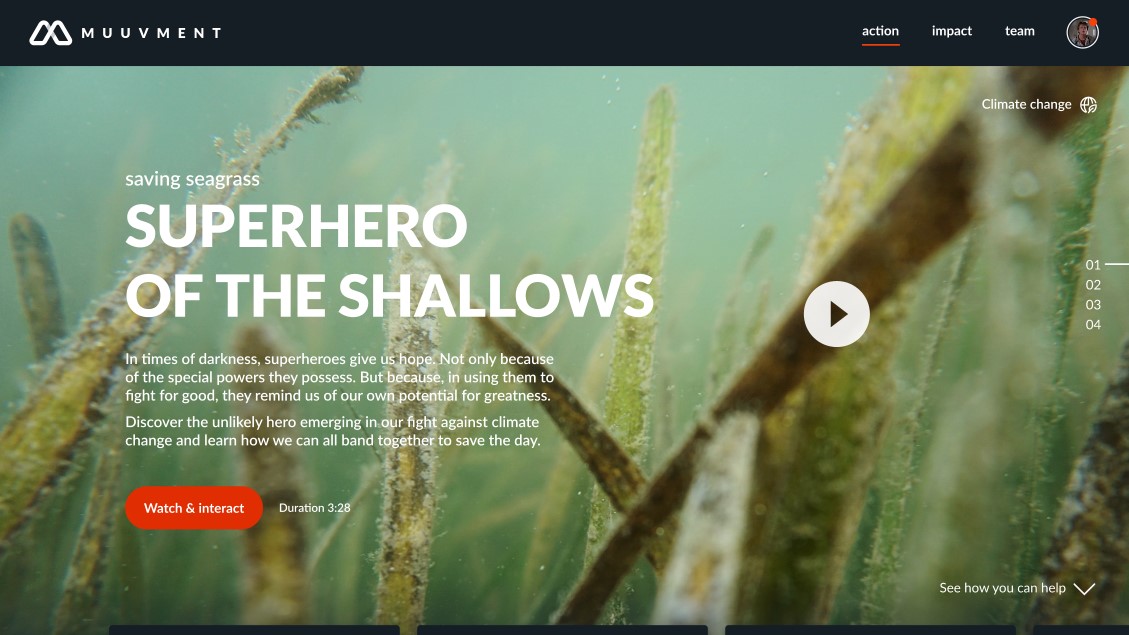 MUUVMENT
action
impact
team
Climate change
saving seagrass
SUPERHERO
OF THE SHALLOWS
In times of darkness, superheroes give us hope. Not only because
of the special powers they possess. But because, in using them to
fight for good, they remind us of our own potential for greatness.
Discover the unlikely hero emerging in our fight against climate
change and learn how we can all band together to save the day.
Watch & interact
Duration 3:28
01
02
03
04
See how you can help